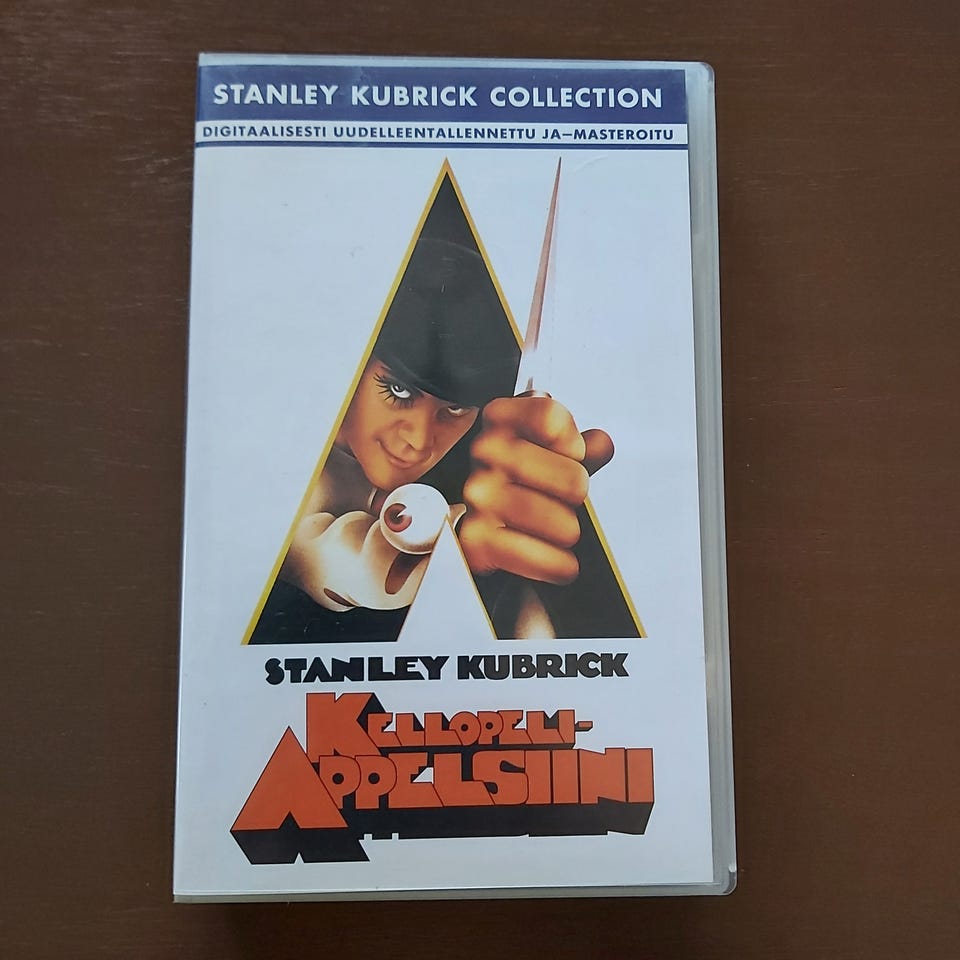 STANLEY KUBRICK COLLECTION
DIGITAALISESTI UUDELLEENTALLENNETTU JA-MASTEROITU
STANLEY KUBRICK
KELLOPELI-
APPELSIINI